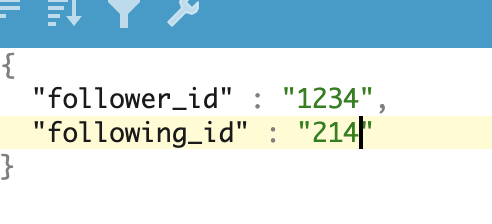 {
"follower_id" : "1234",
"following_id" : "214"
}